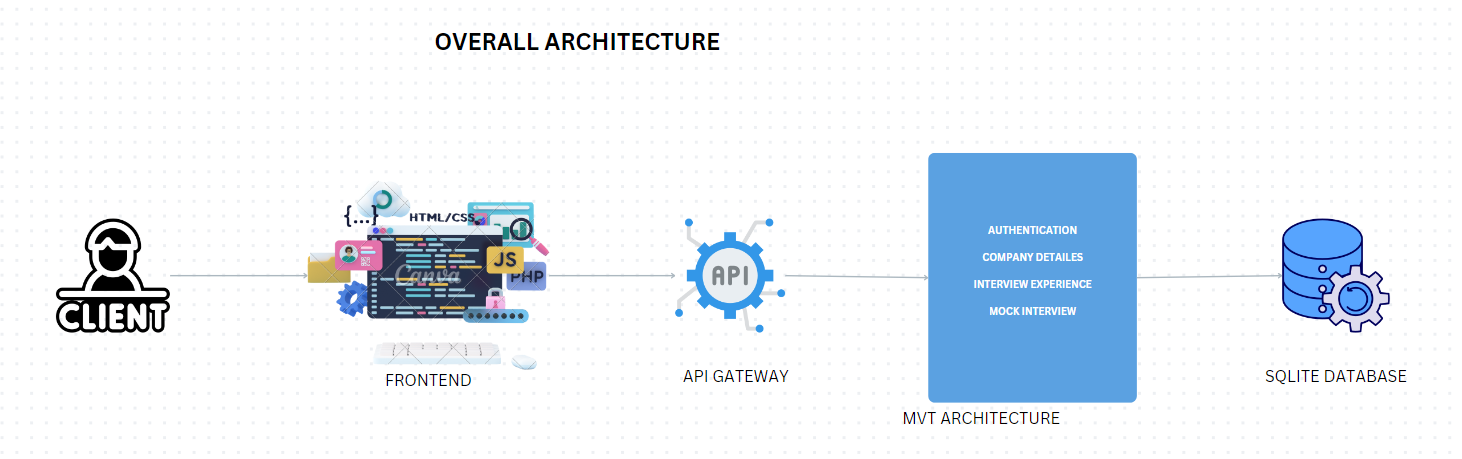 OVERALL ARCHITECTURE
CLIENT
{...}
HTML/CSS
JS
PHP
Canva
FRONTEND
API
API GATEWAY
AUTHENTICATION
COMPANY DETAILES
INTERVIEW EXPERIENCE
MOCK INTERVIEW
MVT ARCHITECTURE
SQLITE DATABASE